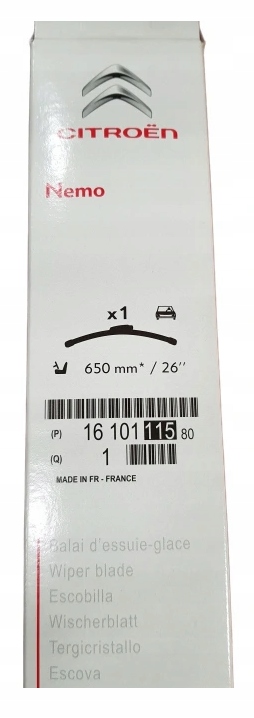 CITROËN
Nemo
x1
650 mm* / 26''
(P) 16 101 115 80
(Q) 1
MADE IN FR - FRANCE
Balai d'essuie-glace
Wiper blade
Escobilla
Wischerblatt
Tergicristallo
Escova